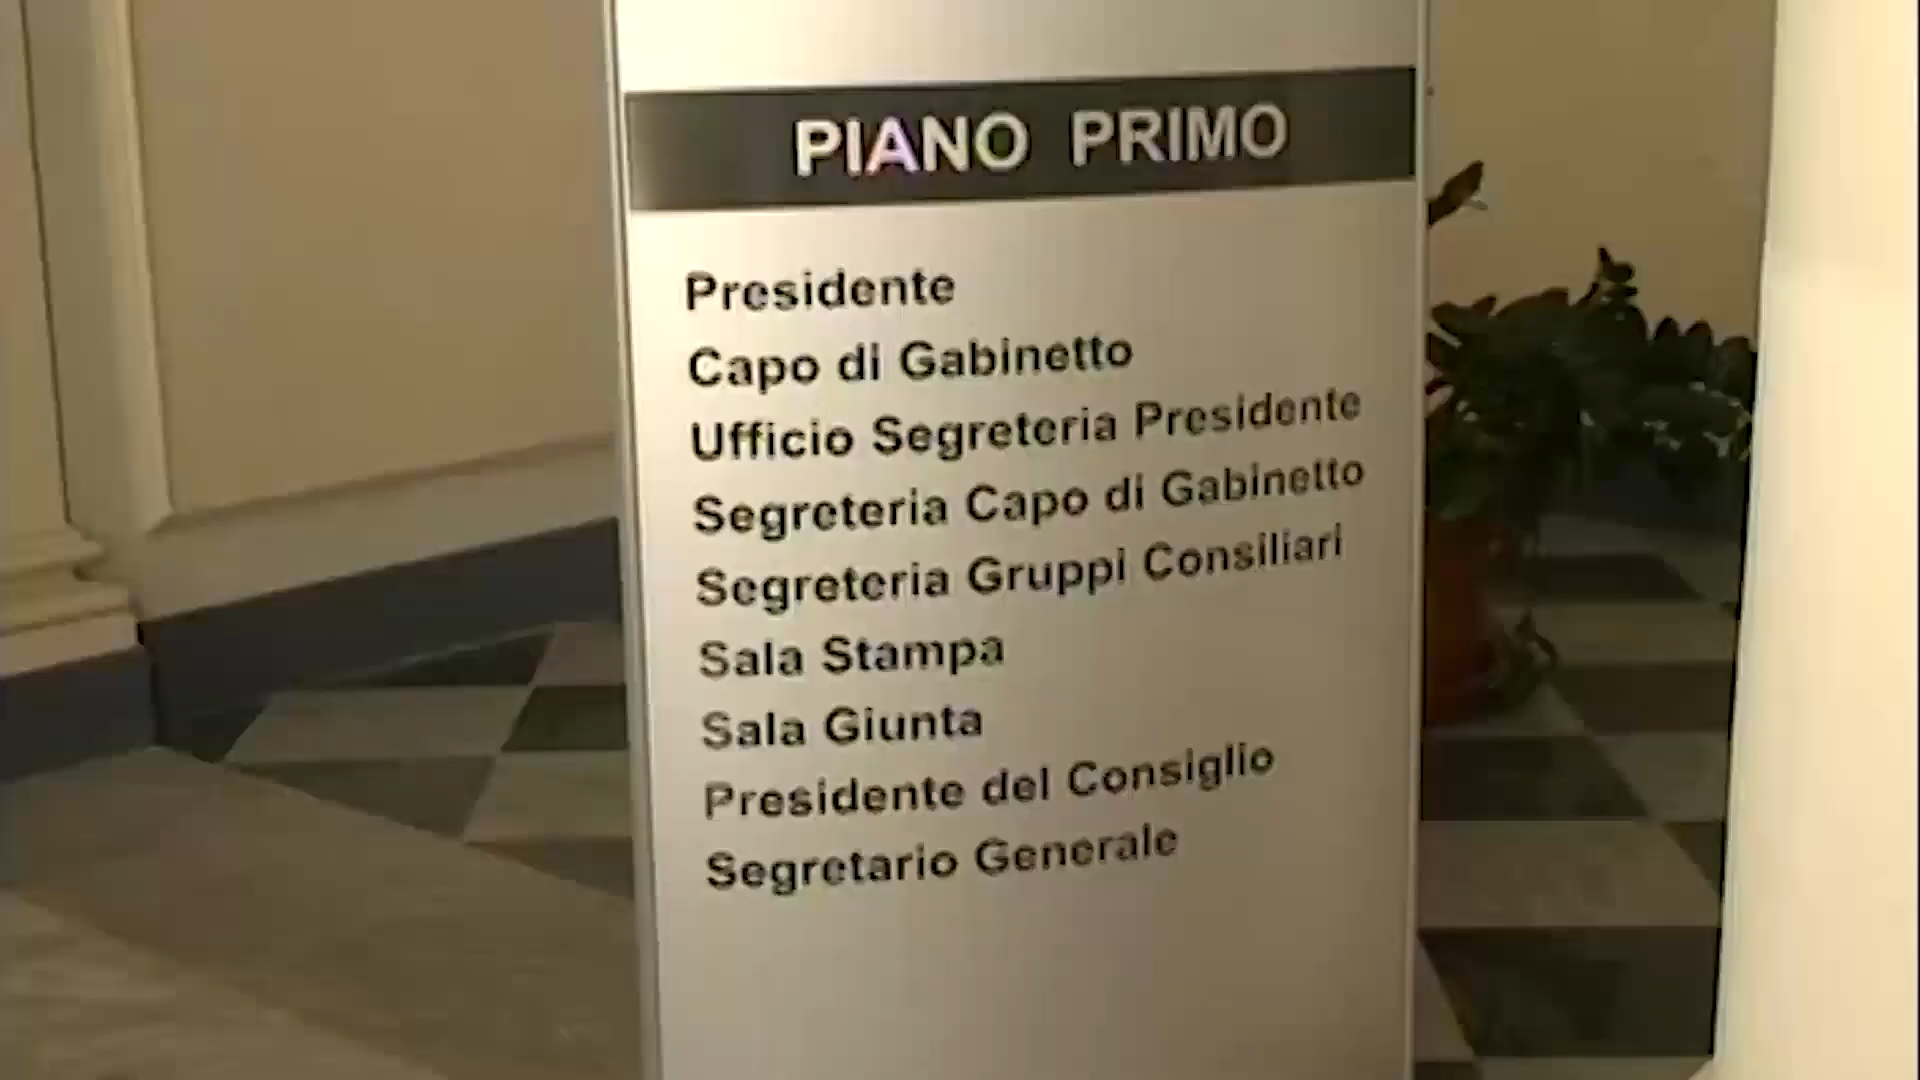 PIANO PRIMO
Presidente
Capo di Gabinetto
Ufficio Segreteria Presidente
Segreteria Capo di Gabinetto
Segreteria Gruppi Consiliari
Sala Stampa
Sala Giunta
Presidente del Consiglio
Segretario Generale